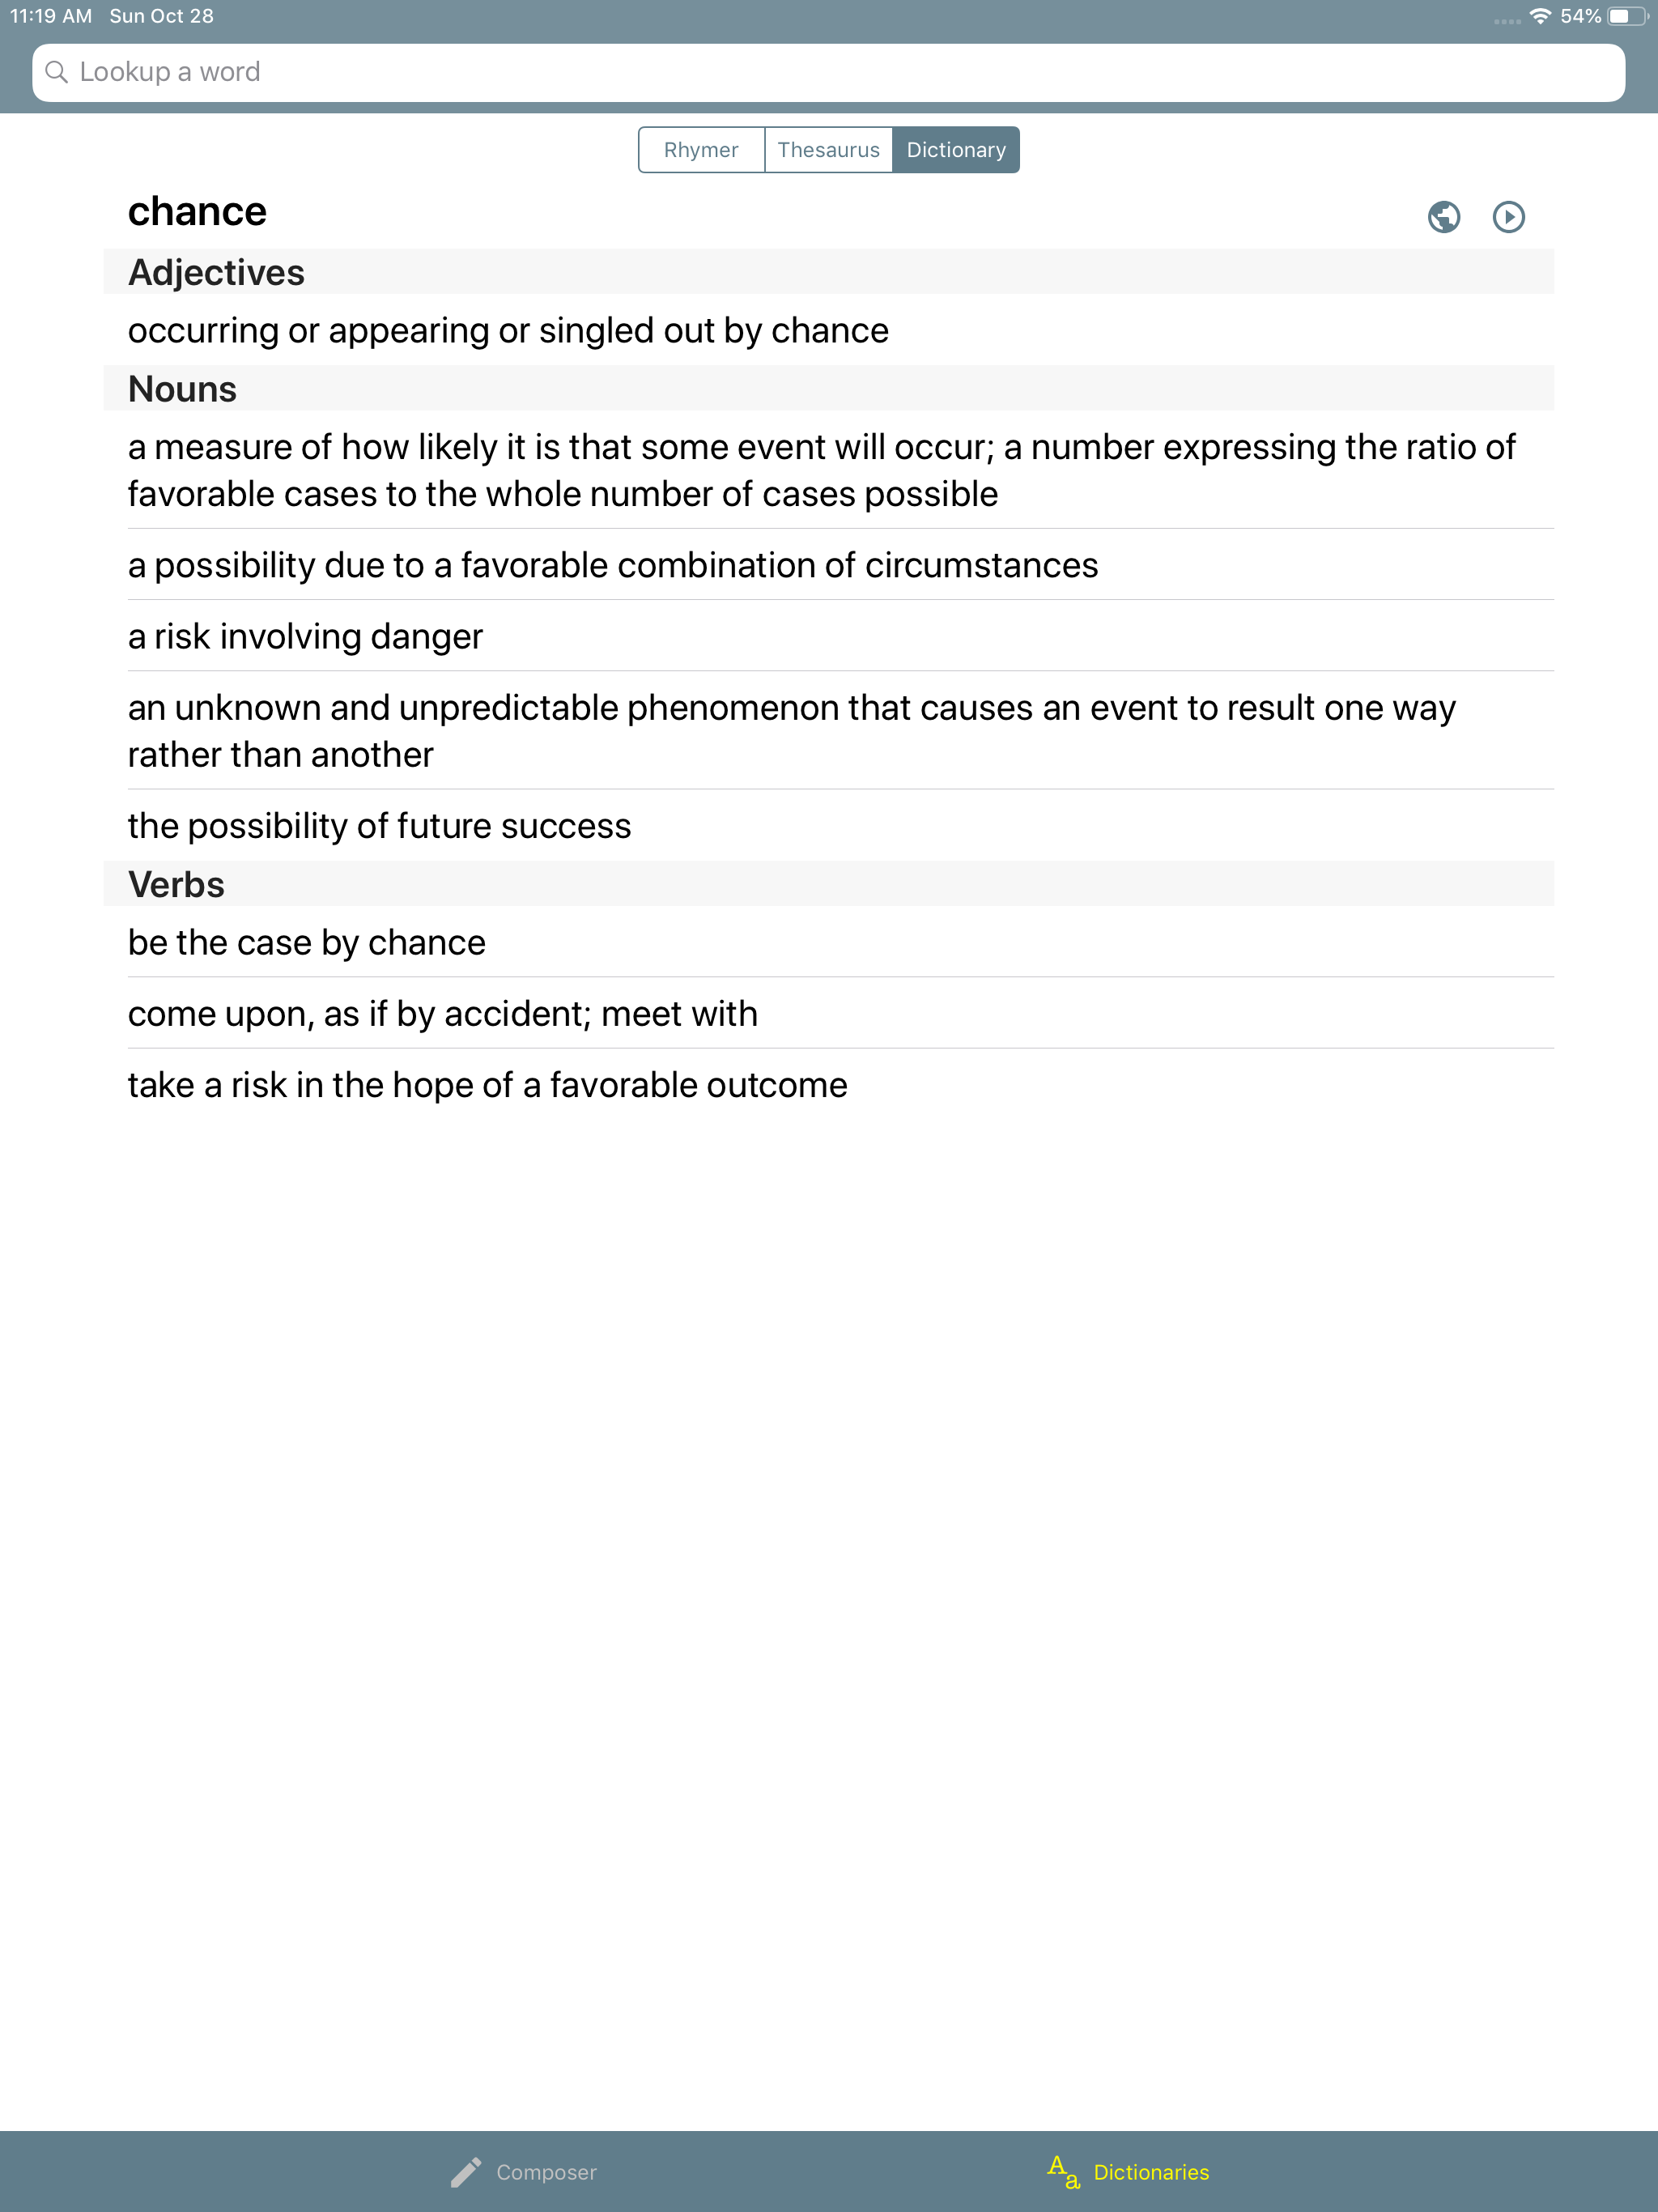 11:19 AM Sun Oct 28 54%
Lookup a word
Rhymer Thesaurus Dictionary
chance
Adjectives
occurring or appearing or singled out by chance
Nouns
a measure of how likely it is that some event will occur; a number expressing the ratio of
favorable cases to the whole number of cases possible
a possibility due to a favorable combination of circumstances
a risk involving danger
an unknown and unpredictable phenomenon that causes an event to result one way
rather than another
the possibility of future success
Verbs
be the case by chance
come upon, as if by accident; meet with
take a risk in the hope of a favorable outcome
Composer Aa Dictionaries